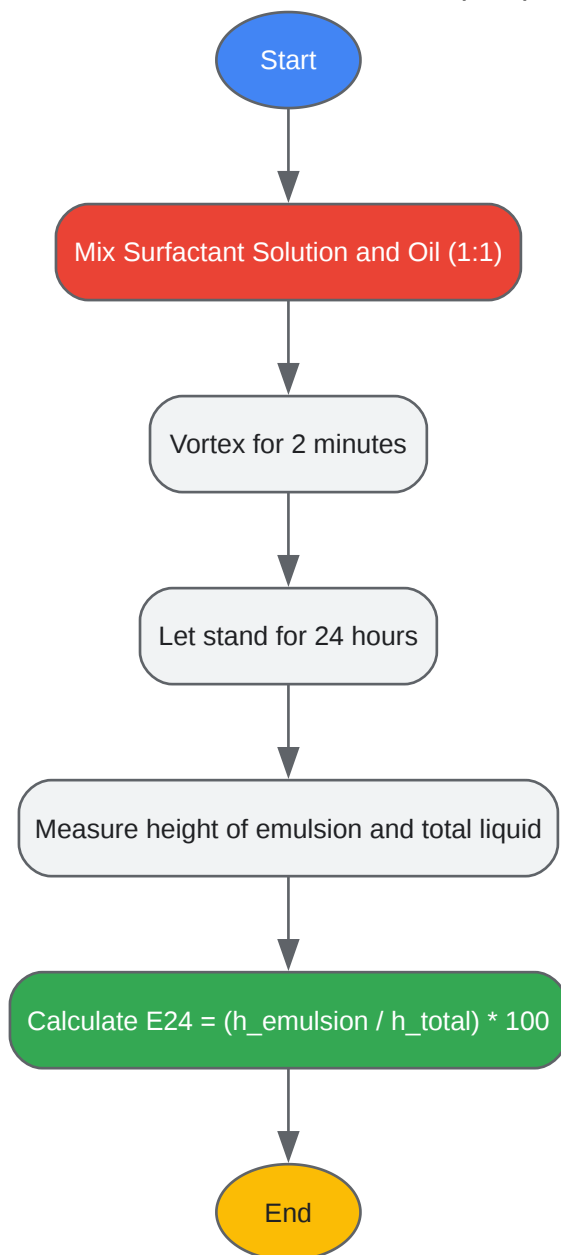 Start
Mix Surfactant Solution and Oil (1:1)
Vortex for 2 minutes
Let stand for 24 hours
Measure height of emulsion and total liquid
Calculate E24 = (h_emulsion / h_total) * 100
End